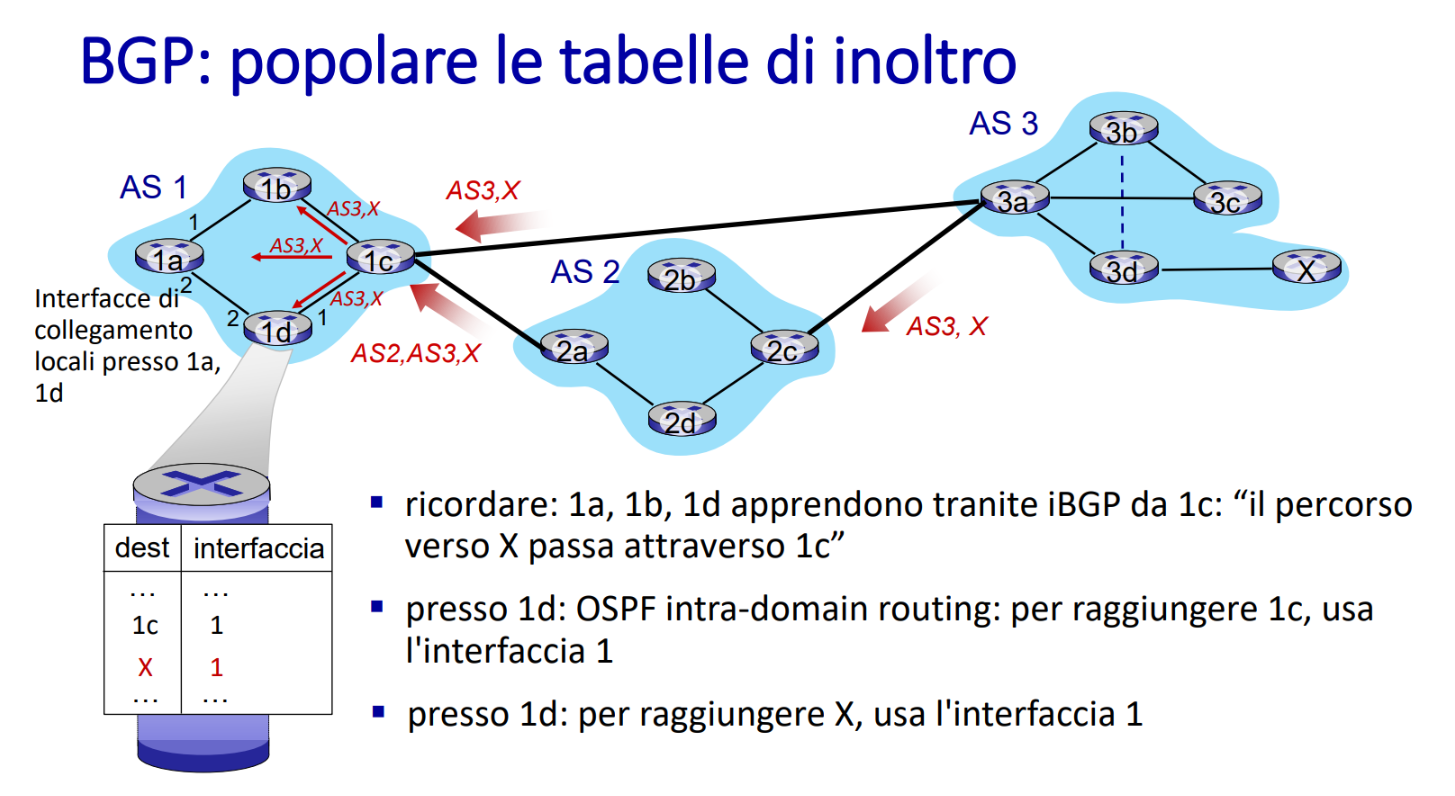 BGP: popolare le tabelle di inoltro
AS 3
3b
3a
3c
3d
X
AS 1
1b
1
AS3,X
AS3,X
1a
AS3,X
1c
2
AS3,X
2
1d
1
AS2,AS3,X
AS 2
2b
2a
2c
2d
AS3, X
Interfacce di
collegamento
locali presso 1a,
1d
dest interfaccia
... ...
1c 1
X 1
... ...
▪ ricordare: 1a, 1b, 1d apprendono tranite iBGP da 1c: “il percorso
verso X passa attraverso 1c”
▪ presso 1d: OSPF intra-domain routing: per raggiungere 1c, usa
l'interfaccia 1
▪ presso 1d: per raggiungere X, usa l'interfaccia 1